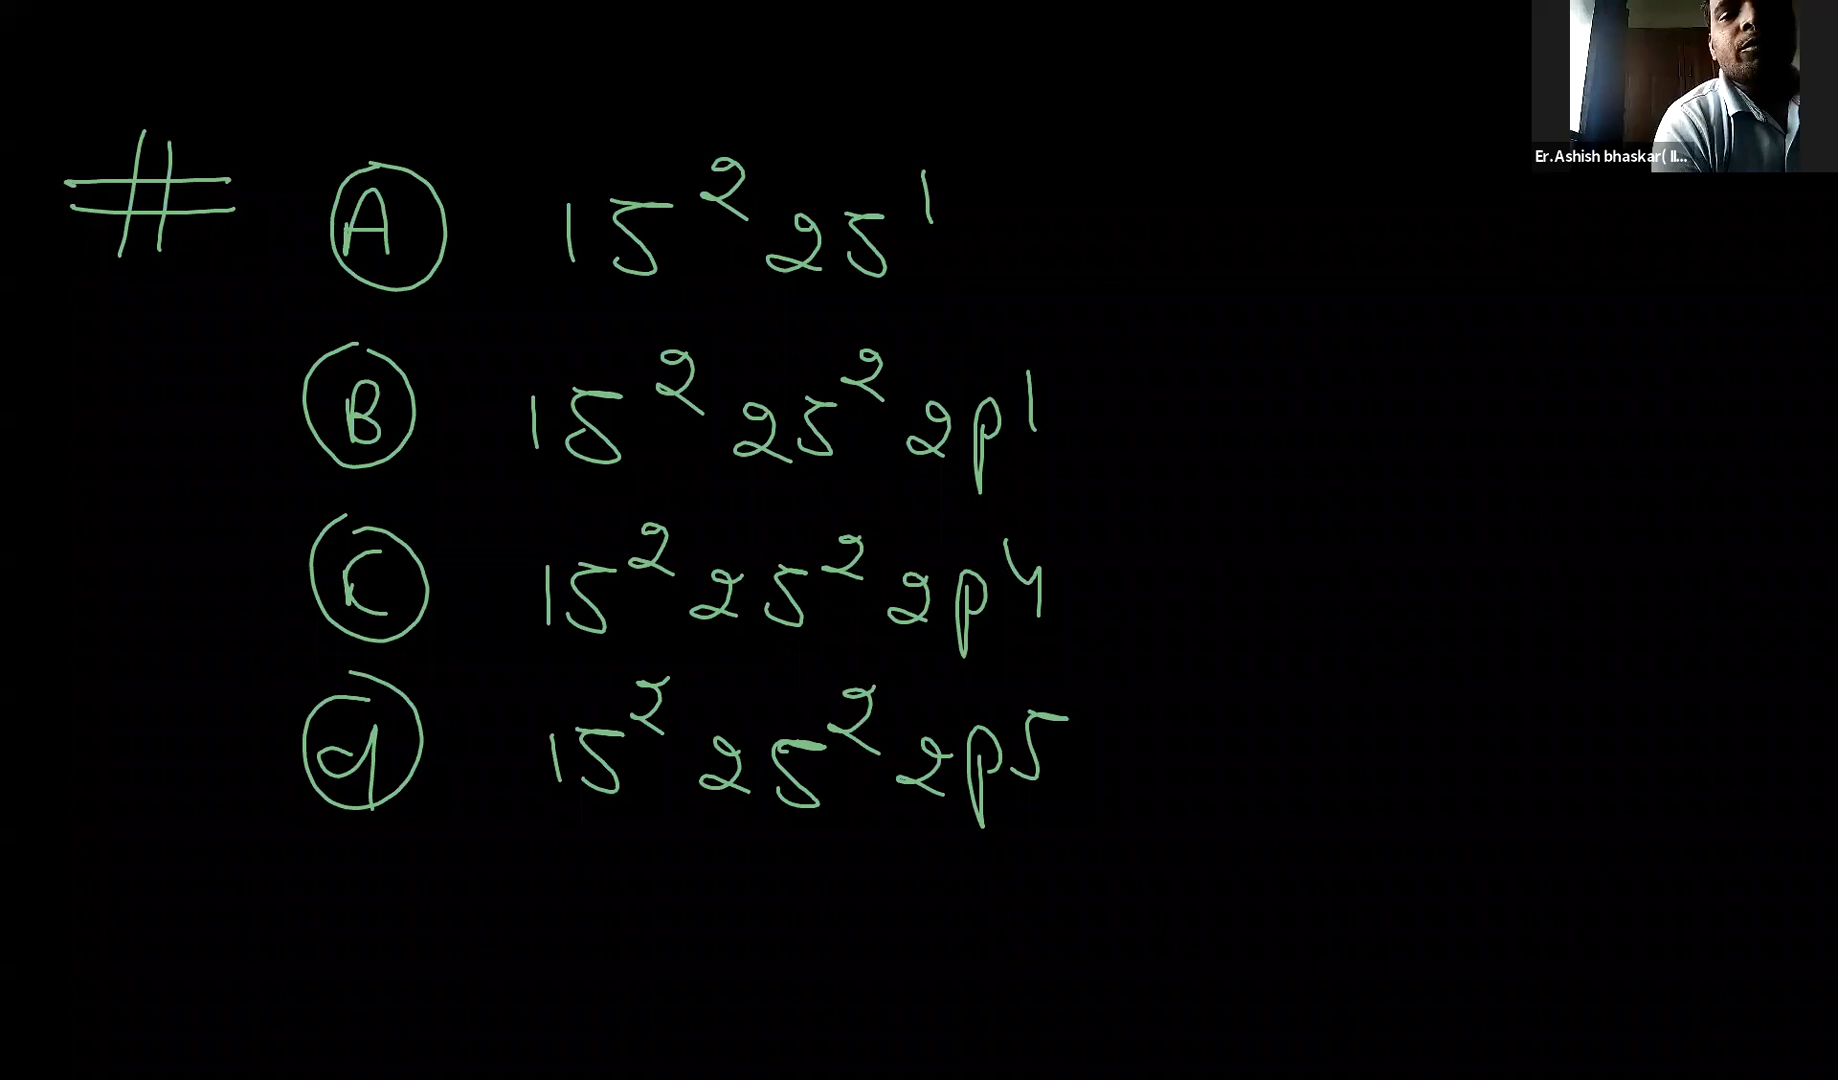 Er.Ashish bhaskar( II...
# A 1s² 2s¹
B 1s² 2s² 2p¹
C 1s² 2s² 2p⁴
d 1s² 2s² 2p⁵